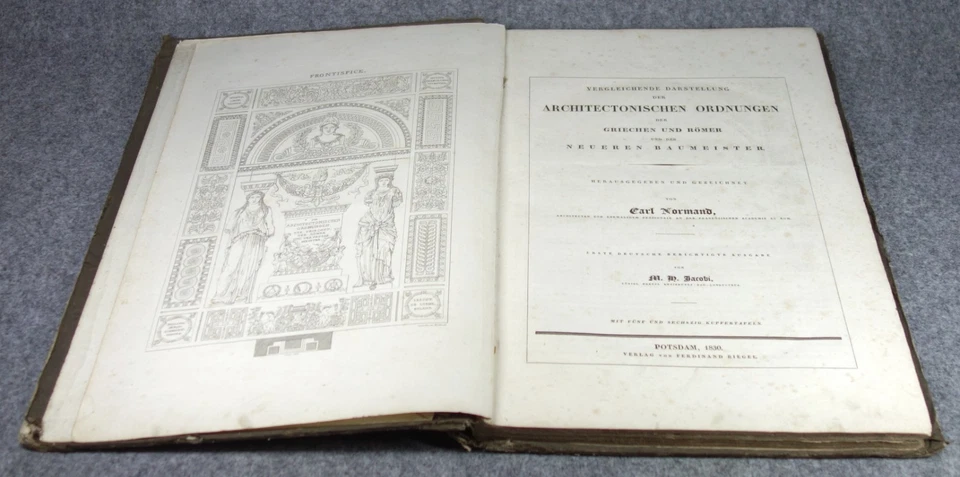 FRONTISPICE.
VERGLEICHENDE DARSTELLUNG
DER
ARCHITECTONISCHEN ORDNUNGEN
DER
GRIECHEN UND RÖMER
UND DER
NEUEREN BAUMEISTER.
HERAUSGEGEBEN UND GEZEICHNET
VON
Carl Normand,
ERSTE DEUTSCHE BERICHTIGTE AUSGABE
VON
M. H. Jacobi,
MIT FÜNF UND SECHSZIG KUPFERTAFELN
POTSDAM, 1830.
VERLAG VON FERDINAND RIEGEL.